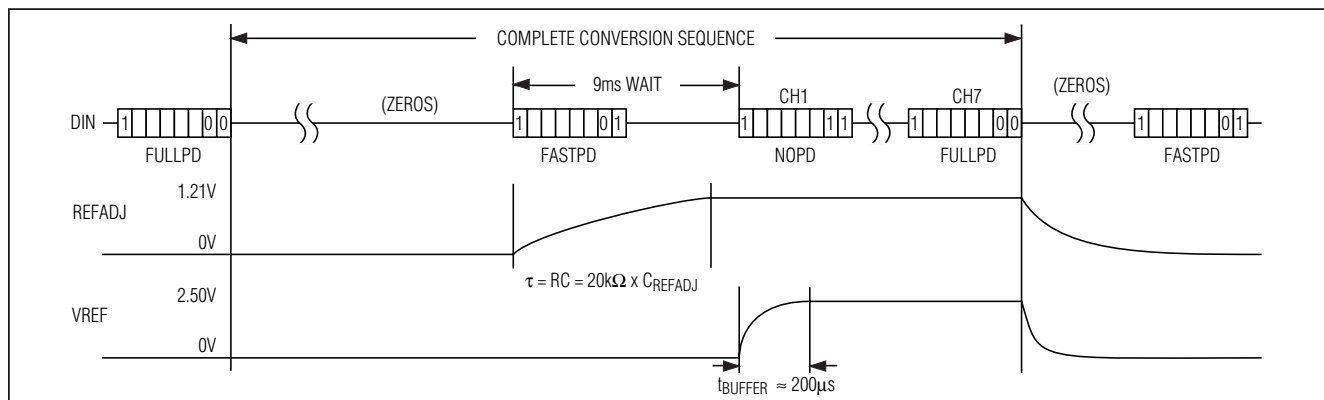 COMPLETE CONVERSION SEQUENCE
9ms WAIT
(ZEROS) CH1 CH7 (ZEROS)
DIN 1 0 0 1 0 1 1 1 1 1 0 0 1 0 1
FULLPD FASTPD NOPD FULLPD FASTPD
1.21V
REFADJ
0V
τ = RC = 20kΩ x CREFADJ
2.50V
VREF
0V
tBUFFER ≈ 200μs